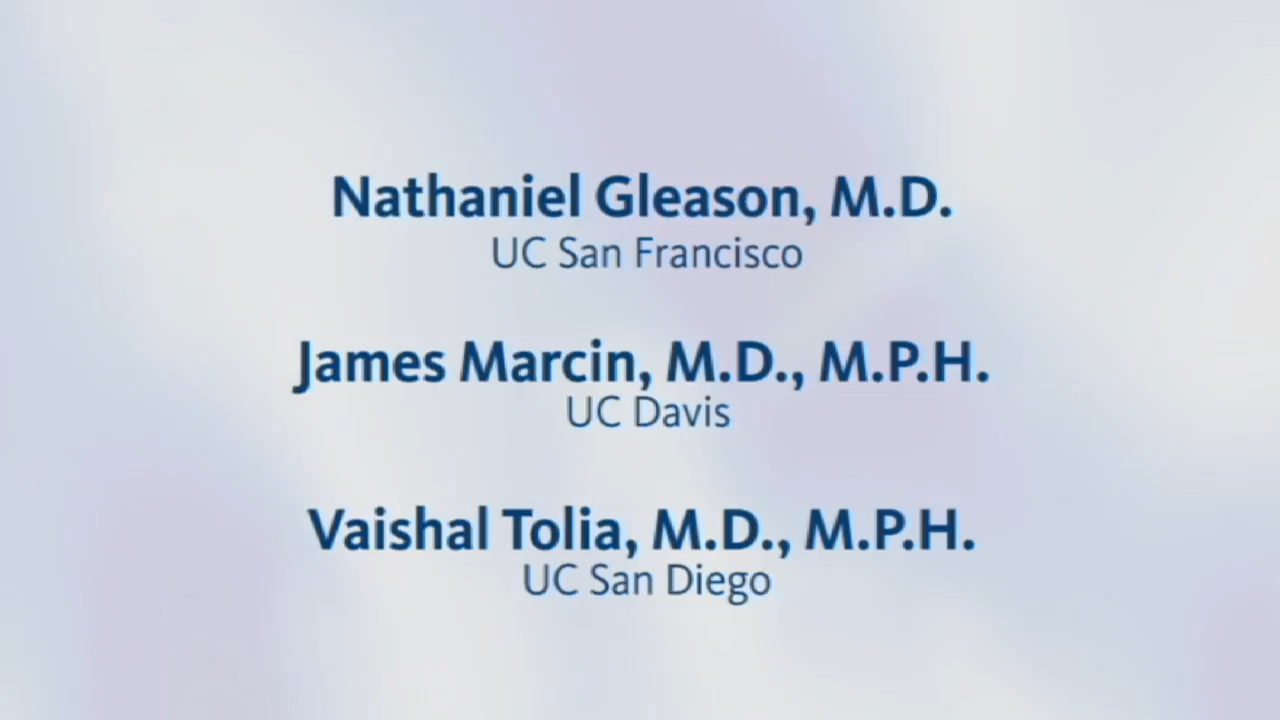 Nathaniel Gleason, M.D.
UC San Francisco
James Marcin, M.D., M.P.H.
UC Davis
Vaishal Tolia, M.D., M.P.H.
UC San Diego